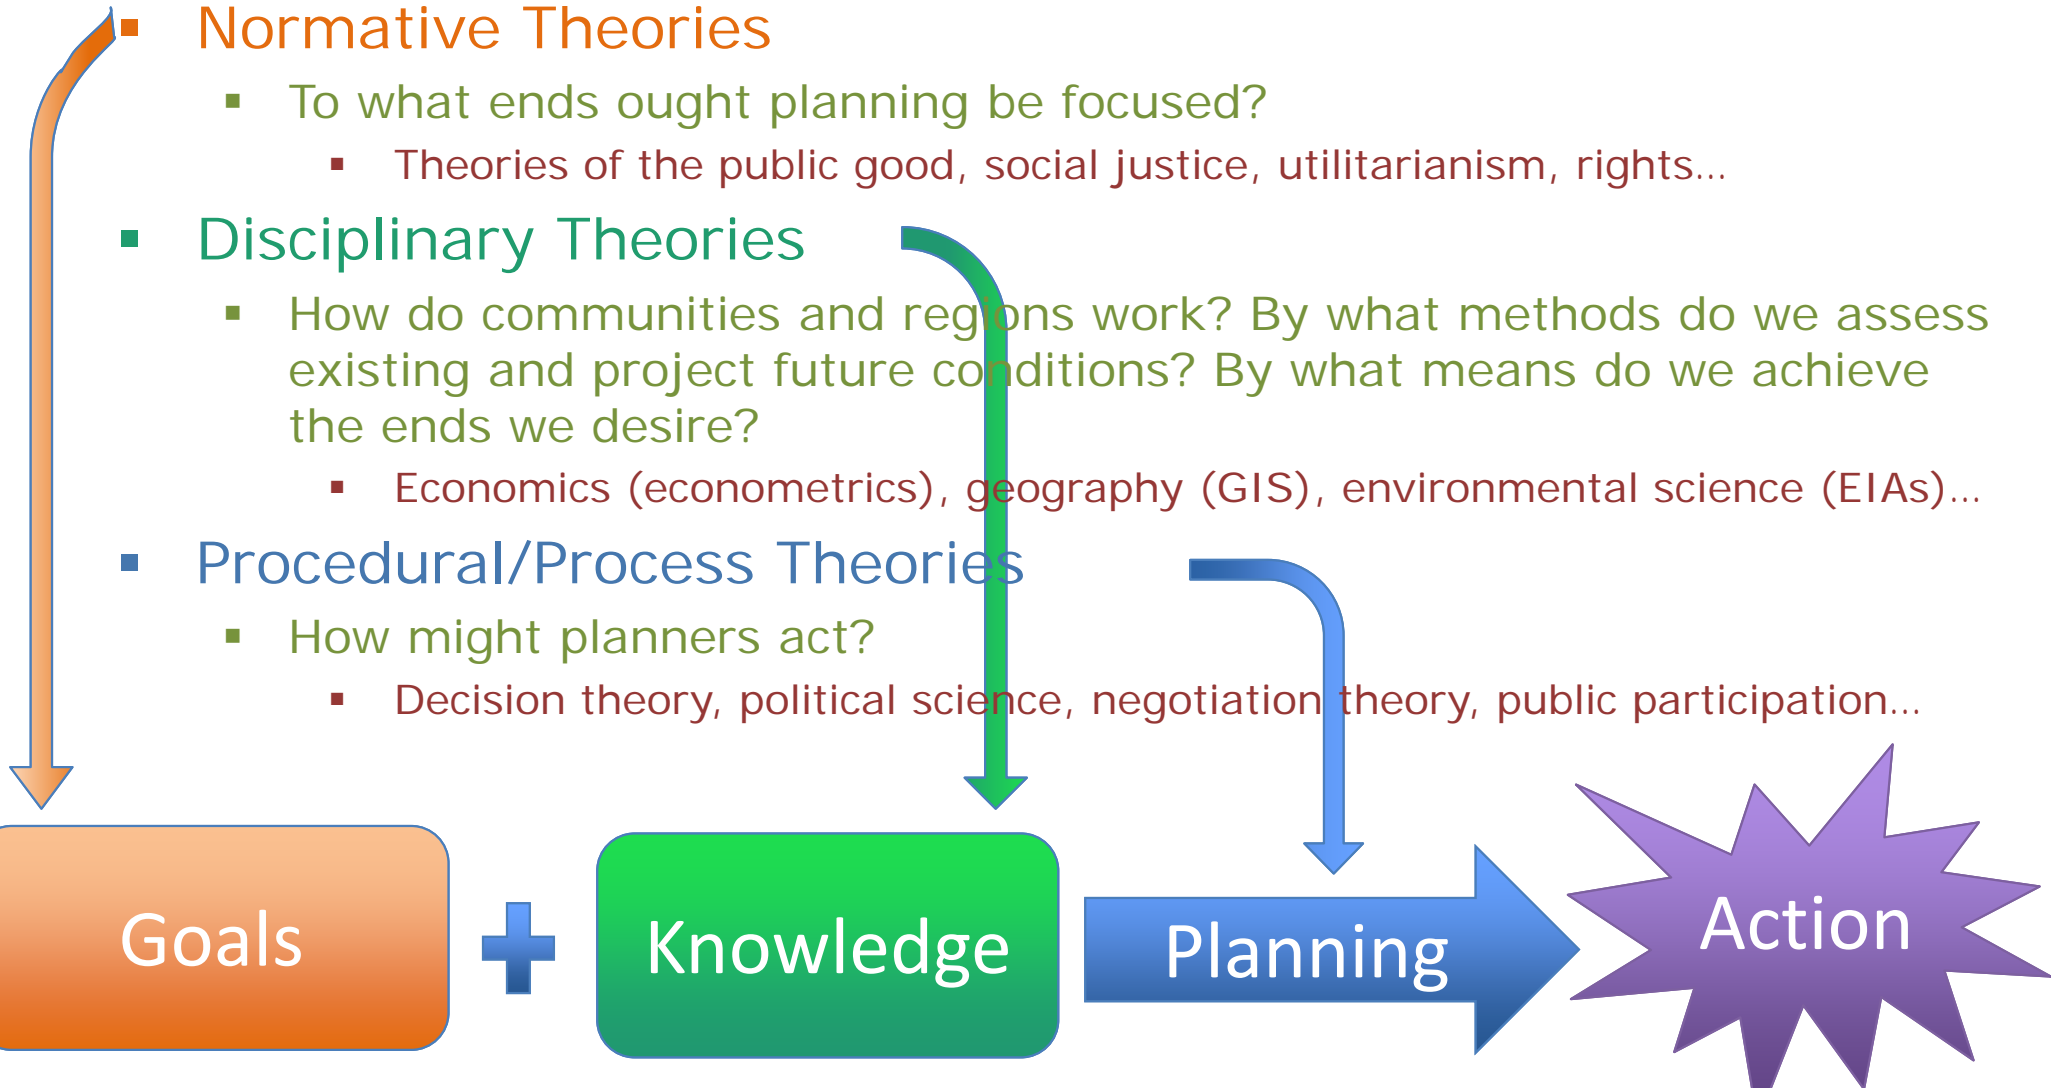 Normative Theories
To what ends ought planning be focused?
Theories of the public good, social justice, utilitarianism, rights…
Disciplinary Theories
How do communities and regions work? By what methods do we assess
existing and project future conditions? By what means do we achieve
the ends we desire?
Economics (econometrics), geography (GIS), environmental science (EIAs)…
Procedural/Process Theories
How might planners act?
Decision theory, political science, negotiation theory, public participation…
Goals
Knowledge
Planning
Action